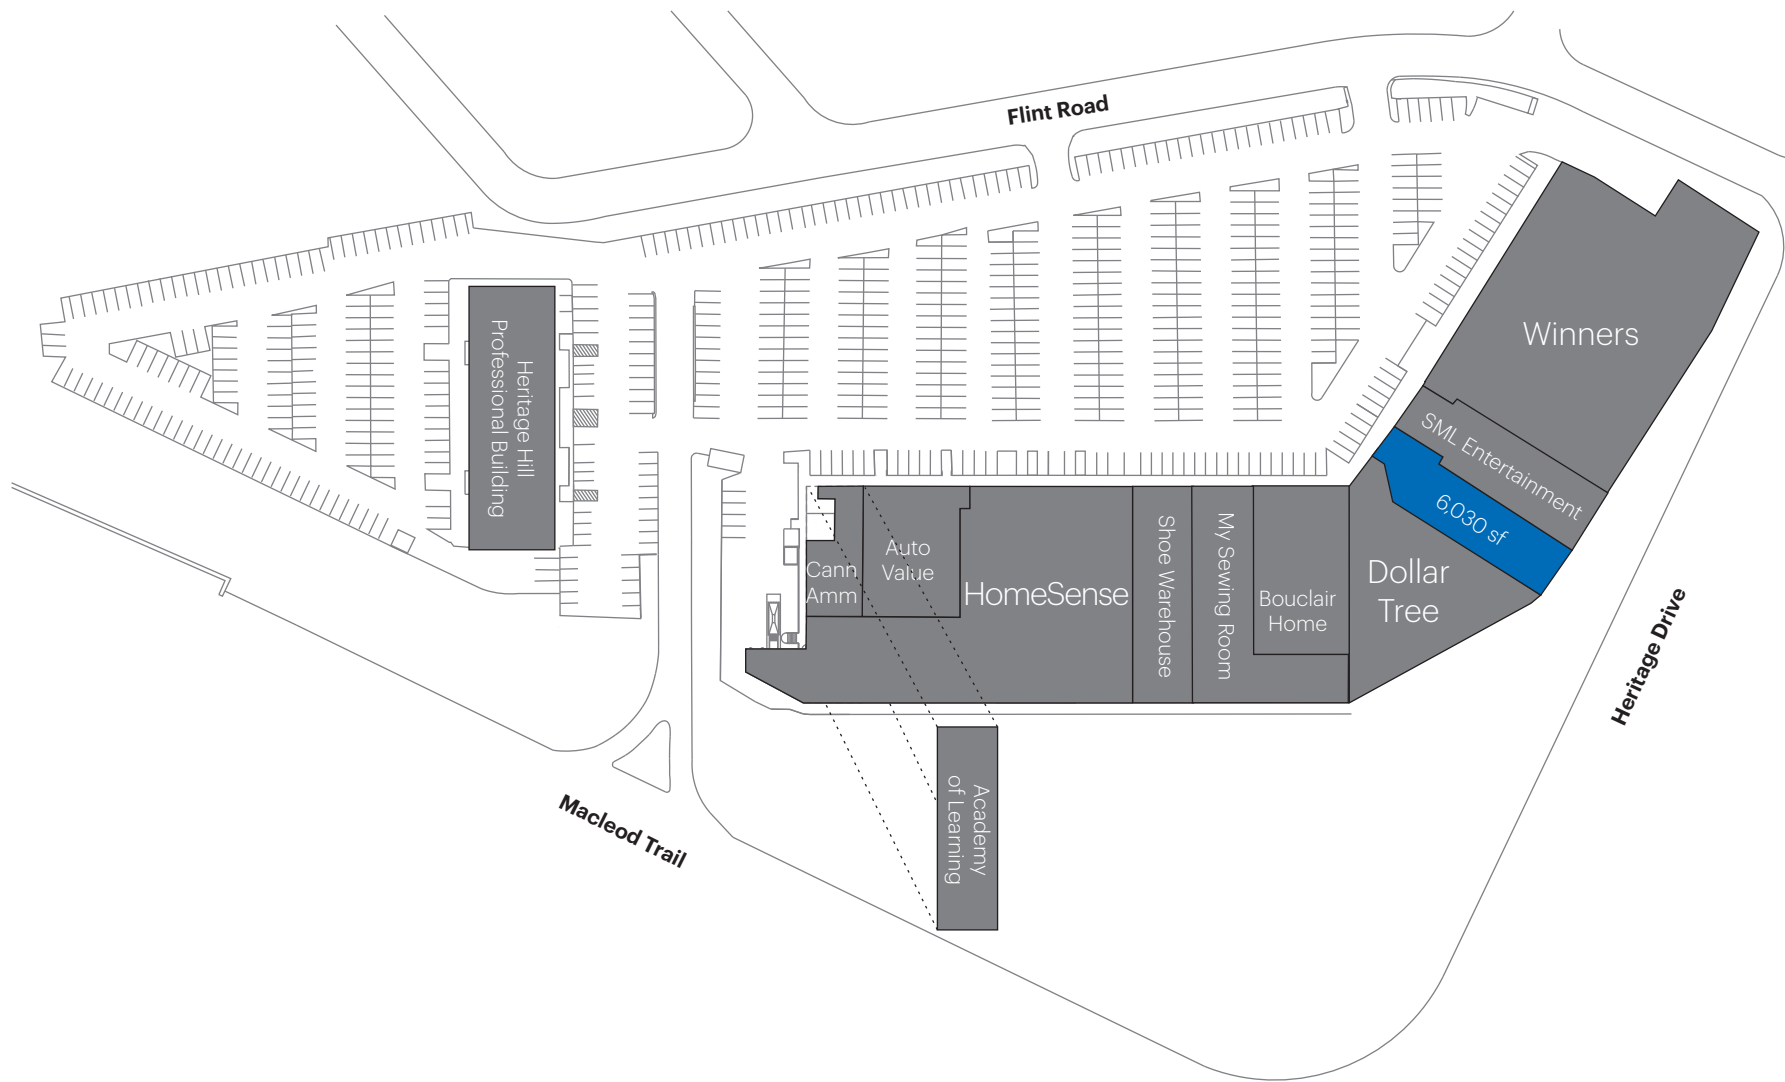 Flint Road
Winners
Heritage Hill
Professional Building
SML Entertainment
6,030 sf
Cann
Amm
Auto
Value
HomeSense
Shoe Warehouse
My Sewing Room
Bouclair
Home
Dollar
Tree
Heritage Drive
Academy
of Learning
Macleod Trail